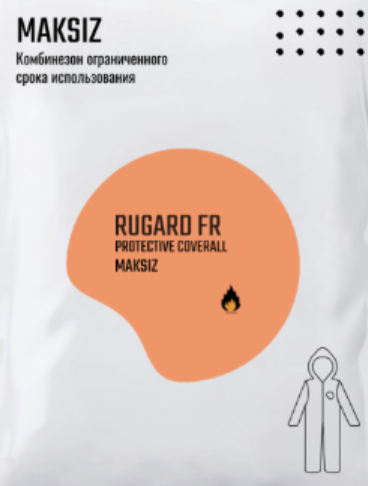 MAKSIZ
Комбинезон ограниченного
срока использования
RUGARD FR
PROTECTIVE COVERALL
MAKSIZ